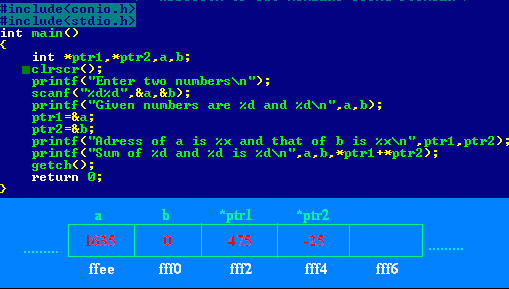 #include<conio.h>
#include<stdio.h>
int main()
{
int *ptr1,*ptr2,a,b;
clrscr();
printf("Enter two numbers\n");
scanf("%d%d",&a,&b);
printf("Given numbers are %d and %d\n",a,b);
ptr1=&a;
ptr2=&b;
printf("Adress of a is %x and that of b is %x\n",ptr1,ptr2);
printf("Sum of %d and %d is %d\n",a,b,*ptr1+*ptr2);
getch();
return 0;
}
a b *ptr1 *ptr2
......... 1635 0 475 -25 .........
ffee fff0 fff2 fff4 fff6